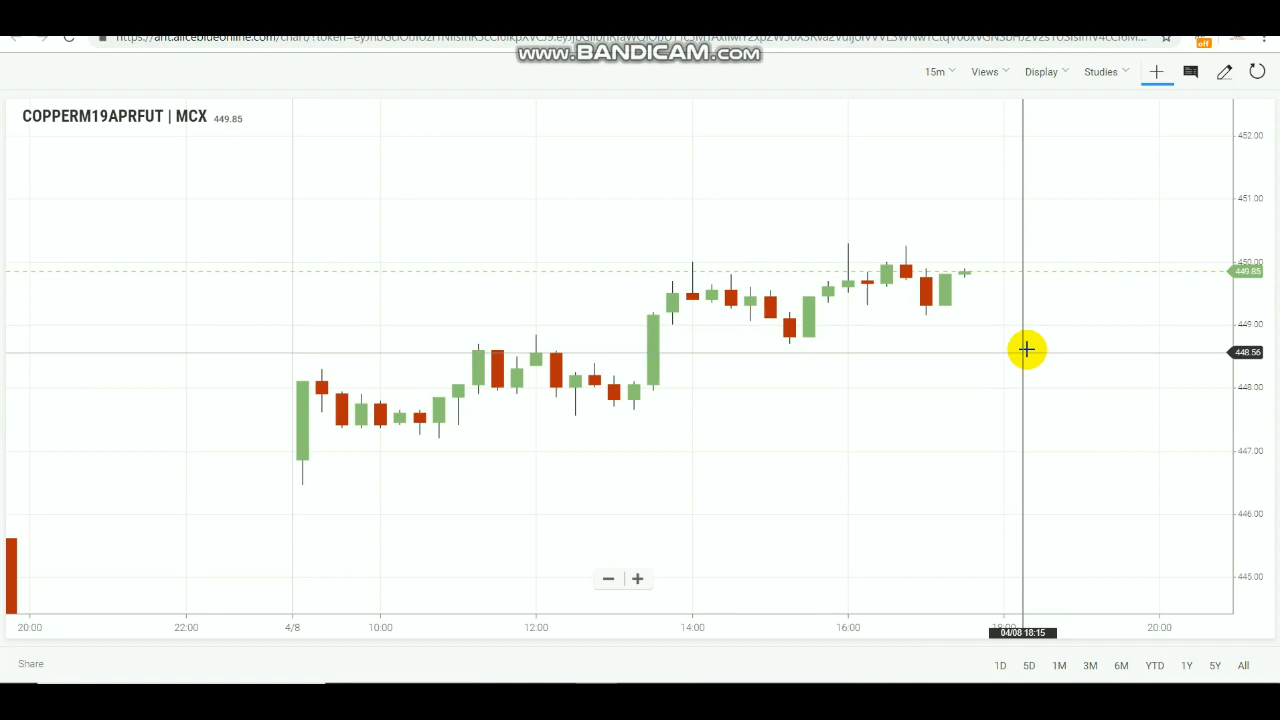 www.BANDICAM.com
off
15m Views Display Studies
COPPERM19APRFUT | MCX 449.85
452.00
451.00
450.00
449.85
449.00
448.56
448.00
447.00
446.00
445.00
20:00 22:00 4/8 10:00 12:00 14:00 16:00 18:00 20:00
04/08 18:15
Share 1D 5D 1M 3M 6M YTD 1Y 5Y All